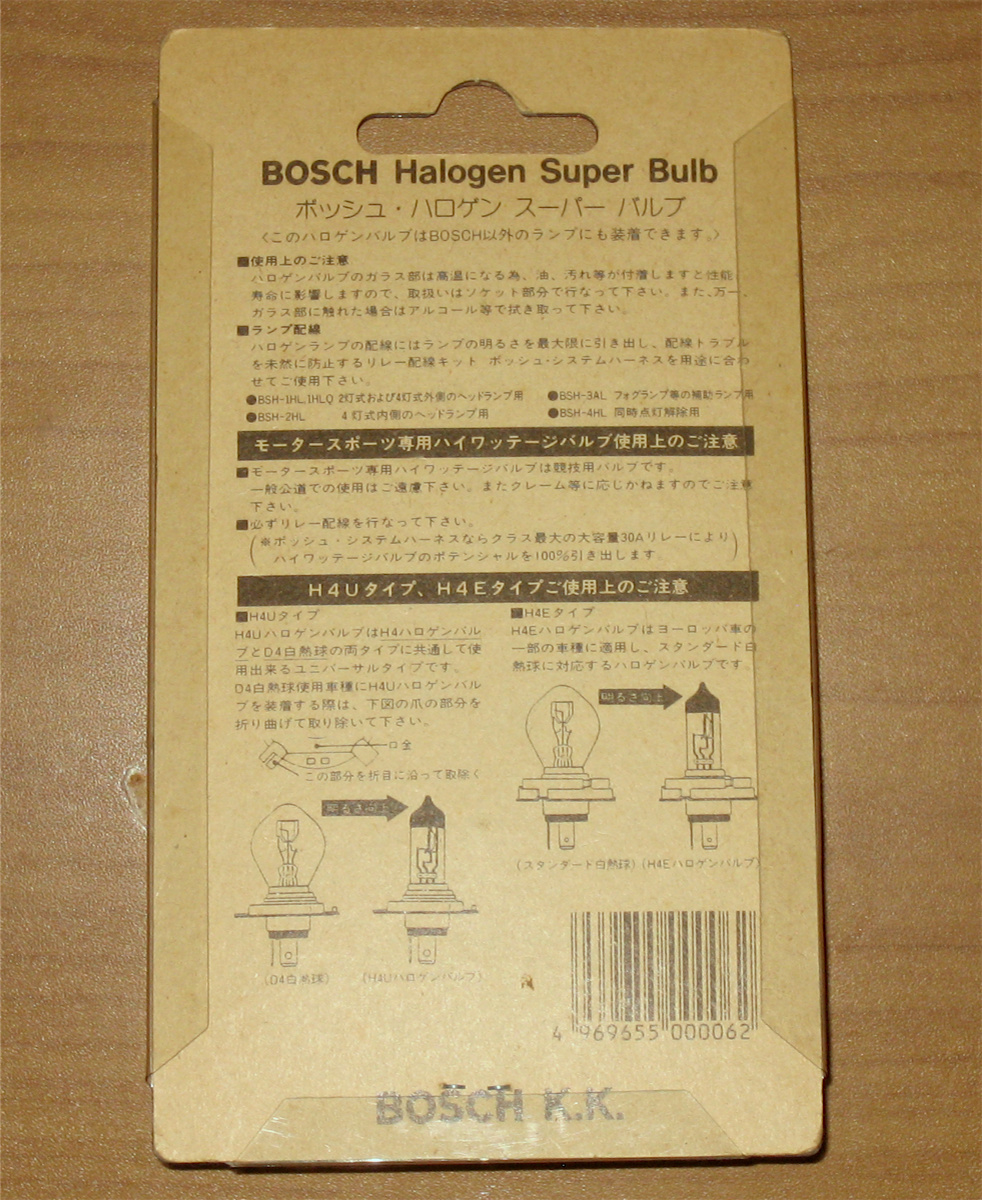 BOSCH Halogen Super Bulb
ボッシュ・ハロゲン スーパー バルブ
〈このハロゲンバルブはBOSCH以外のランプにも装着できます。〉
■使用上のご注意
ハロゲンバルブのガラス部は高温になる為、油、汚れ等が付着しますと性能、
寿命に影響しますので、取扱いはソケット部分で行なって下さい。また、万一、
ガラス部に触れた場合はアルコール等で拭き取って下さい。
■ランプ配線
ハロゲンランプの配線にはランプの明るさを最大限に引き出し、配線トラブル
を未然に防止するリレー配線キット ボッシュ・システムハーネスを用途に合わ
せてご使用下さい。
●BSH-1HL,1HLQ 2灯式および4灯式外側のヘッドランプ用 ●BSH-3AL フォグランプ等の補助ランプ用
●BSH-2HL 4灯式内側のヘッドランプ用 ●BSH-4HL 同時点灯解除用
モータースポーツ専用ハイワッテージバルブ使用上のご注意
■モータースポーツ専用ハイワッテージバルブは競技用バルブです。
一般公道での使用はご遠慮下さい。またクレーム等に応じかねますのでご注意
下さい。
■必ずリレー配線を行なって下さい。
(※ボッシュ・システムハーネスならクラス最大の大容量30Aリレーにより
ハイワッテージバルブのポテンシャルを100%引き出します。)
H4Uタイプ、H4Eタイプご使用上のご注意
■H4Uタイプ
H4UハロゲンバルブはH4ハロゲンバル
ブとD4白熱球の両タイプに共通して使
用出来るユニバーサルタイプです。
D4白熱球使用車種にH4Uハロゲンバル
ブを装着する際は、下図の爪の部分を
折り曲げて取り除いて下さい。
口金
この部分を折目に沿って取除く
明るさ向上
(D4白熱球) (H4Uハロゲンバルブ)
■H4Eタイプ
H4Eハロゲンバルブはヨーロッパ車の
一部の車種に適用し、スタンダード白
熱球に対応するハロゲンバルブです。
明るさ向上
(スタンダード白熱球) (H4Eハロゲンバルブ)
4 969655 000062
BOSCH K.K.